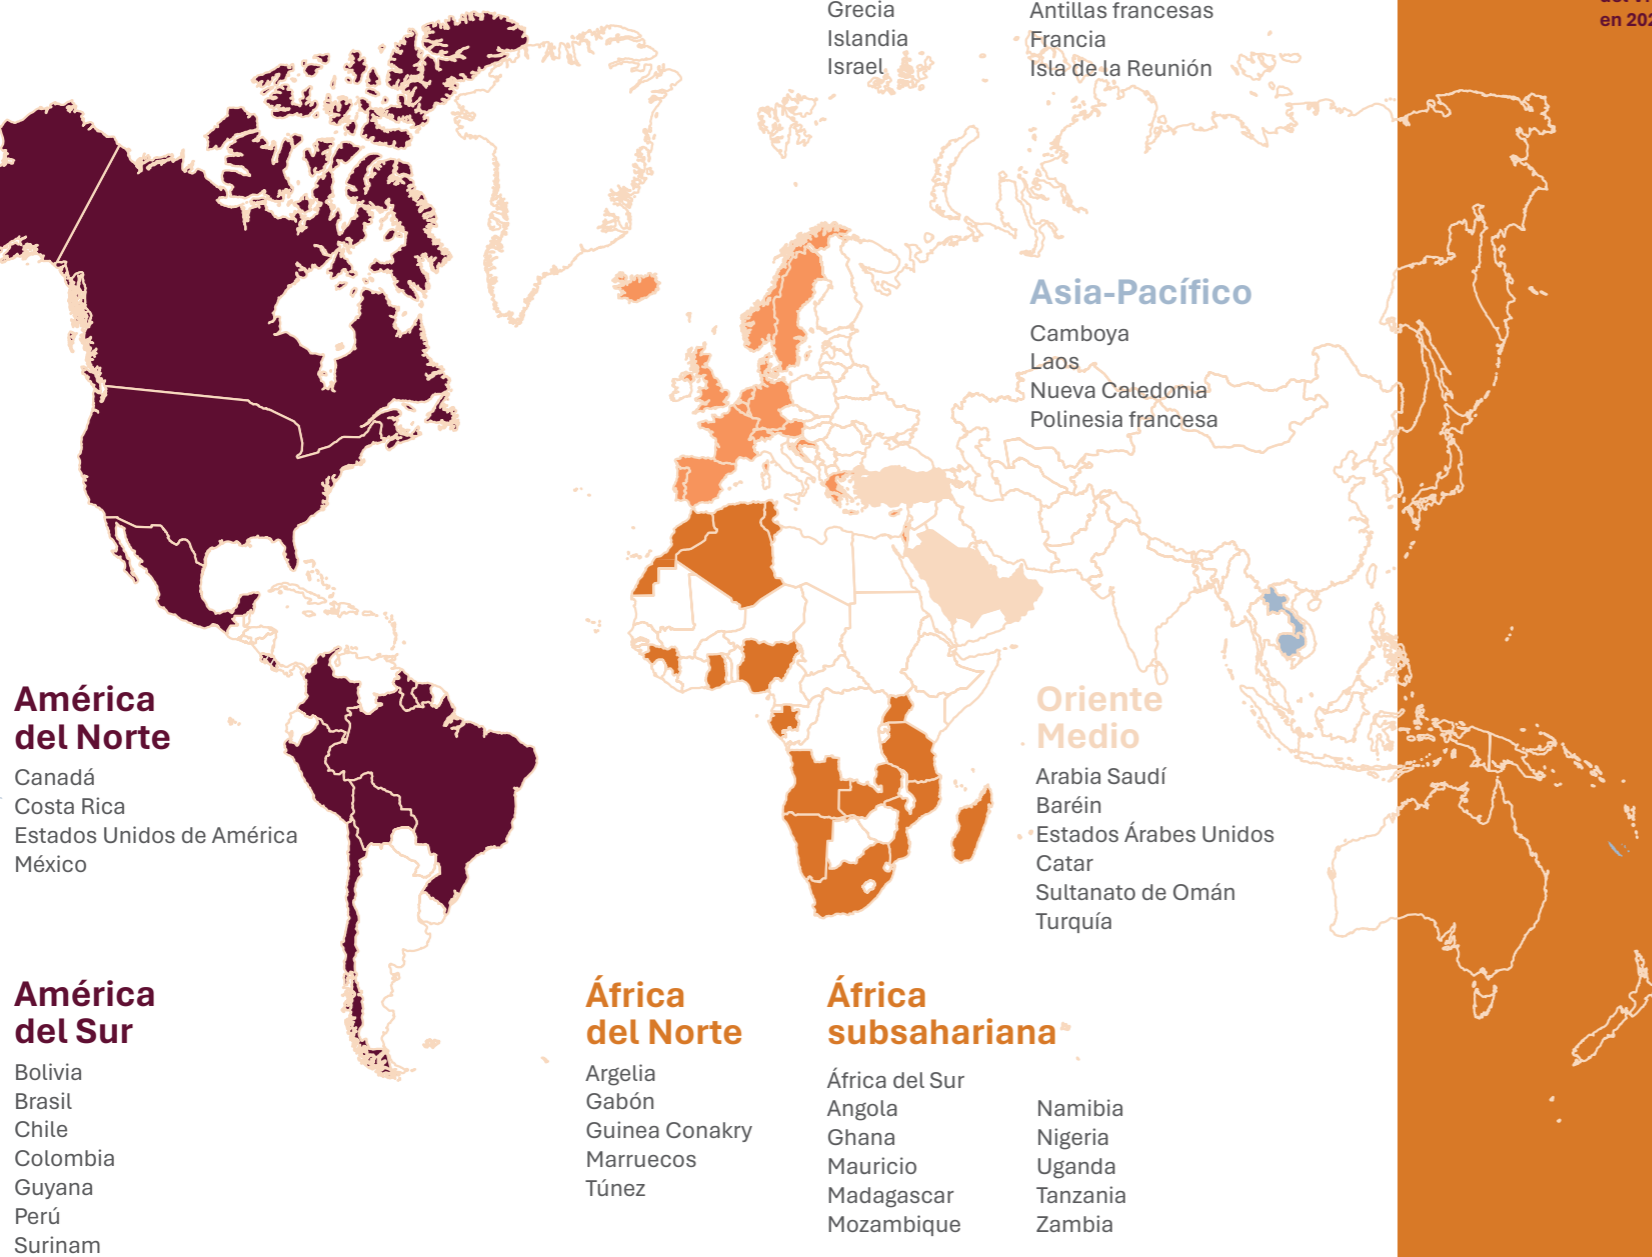 Grecia
Islandia
Israel
Antillas francesas
Francia
Isla de la Reunión
Asia-Pacífico
Camboya
Laos
Nueva Caledonia
Polinesia francesa
América
del Norte
Canadá
Costa Rica
Estados Unidos de América
México
Oriente
Medio
Arabia Saudí
Baréin
Estados Árabes Unidos
Catar
Sultanato de Omán
Turquía
América
del Sur
Bolivia
Brasil
Chile
Colombia
Guyana
Perú
Surinam
África
del Norte
Argelia
Gabón
Guinea Conakry
Marruecos
Túnez
África
subsahariana
África del Sur
Angola
Ghana
Mauricio
Madagascar
Mozambique
Namibia
Nigeria
Uganda
Tanzania
Zambia
en